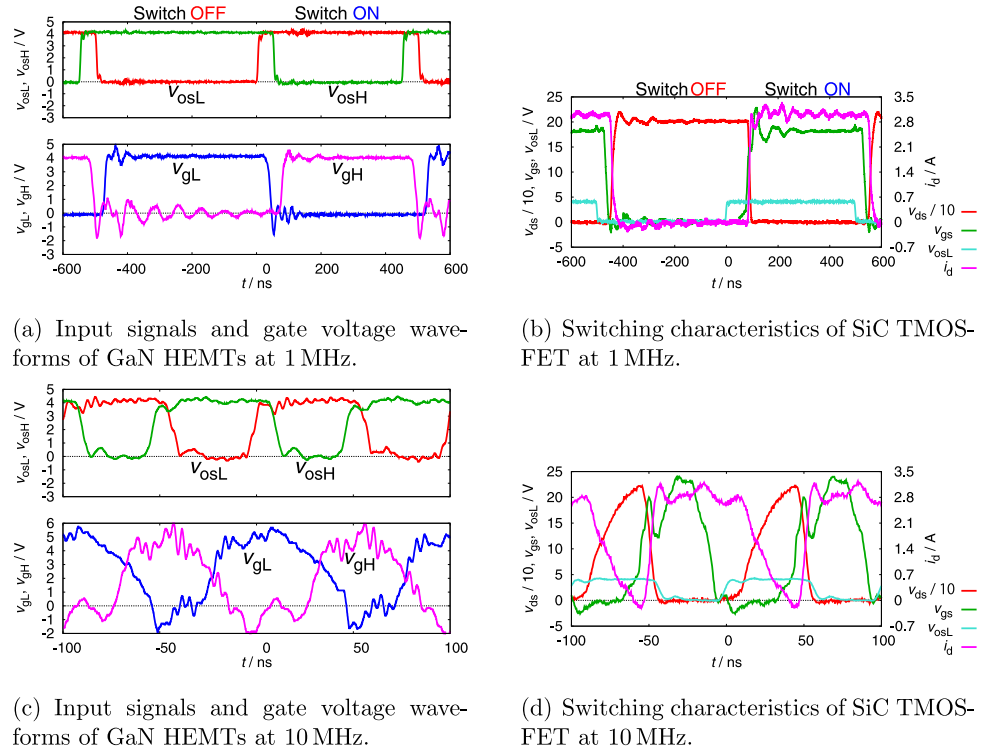 Switch OFF Switch ON
5
4
3
2
1
0
-1
-2
-3
vosL, vosH / V
vosL vosH
5
4
3
2
1
0
-1
-2
-3
vgL, vgH / V
vgL vgH
-600 -400 -200 0 200 400 600
t / ns
(a) Input signals and gate voltage wave-
forms of GaN HEMTs at 1 MHz.
Switch OFF Switch ON
25
20
15
10
5
0
-5
vds / 10, vgs, vosL / V
3.5
2.8
2.1
1.4
0.7
0
-0.7
id / A
vds / 10
vgs
vosL
id
-600 -400 -200 0 200 400 600
t / ns
(b) Switching characteristics of SiC TMOS-
FET at 1 MHz.
5
4
3
2
1
0
-1
-2
-3
vosL, vosH / V
vosL vosH
6
5
4
3
2
1
0
-1
-2
vgL, vgH / V
vgL vgH
-100 -50 0 50 100
t / ns
(c) Input signals and gate voltage wave-
forms of GaN HEMTs at 10 MHz.
25
20
15
10
5
0
-5
vds / 10, vgs, vosL / V
3.5
2.8
2.1
1.4
0.7
0
-0.7
id / A
vds / 10
vgs
vosL
id
-100 -50 0 50 100
t / ns
(d) Switching characteristics of SiC TMOS-
FET at 10 MHz.